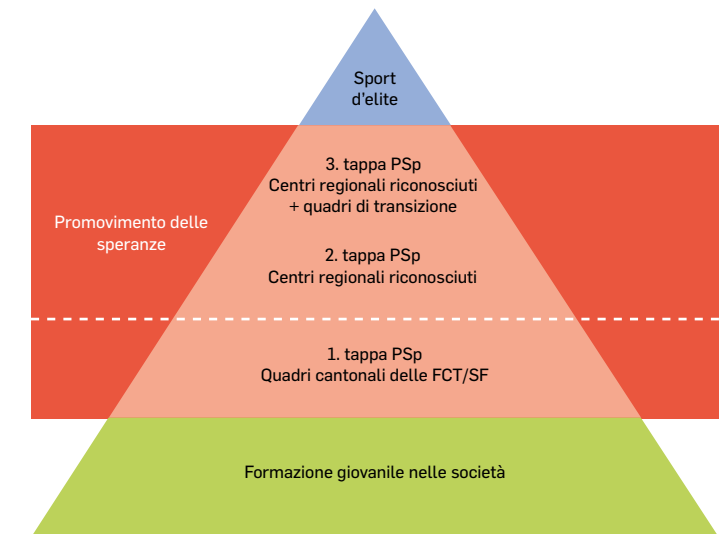 Sport
d'elite
3. tappa PSp
Centri regionali riconosciuti
+ quadri di transizione
Promovimento delle
speranze
2. tappa PSp
Centri regionali riconosciuti
1. tappa PSp
Quadri cantonali delle FCT/SF
Formazione giovanile nelle società